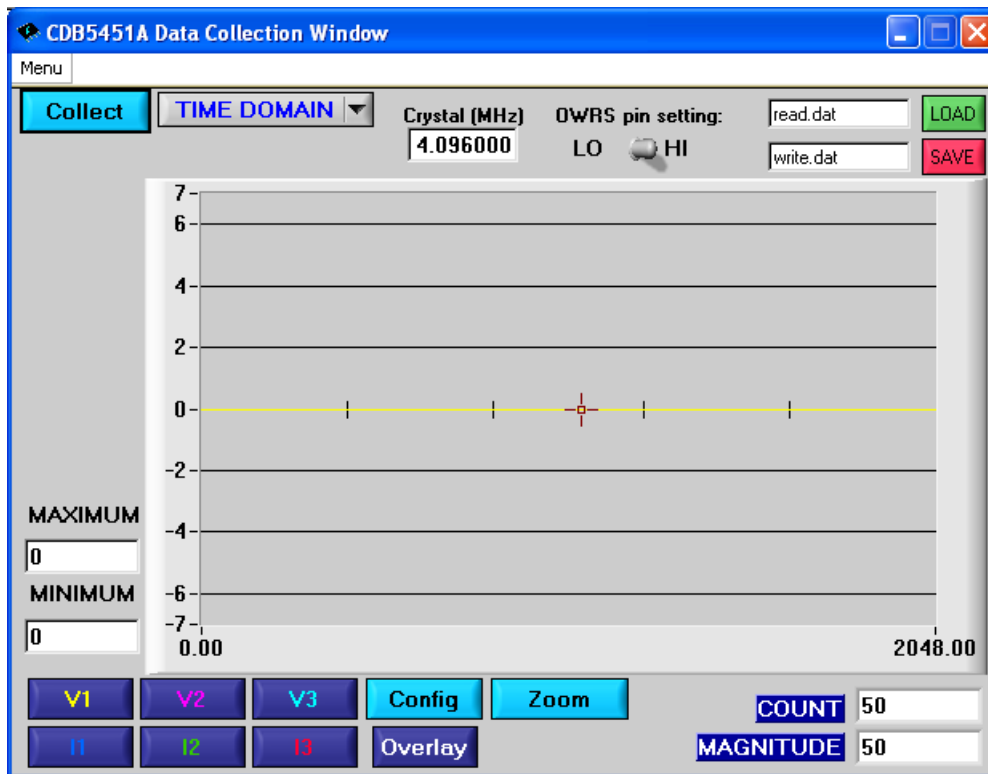 CDB5451A Data Collection Window
Menu
Collect
TIME DOMAIN
Crystal (MHz)
4.096000
OWRS pin setting:
LO
HI
read.dat
LOAD
write.dat
SAVE
7
6
4
2
0
-2
-4
-6
-7
0.00
2048.00
MAXIMUM
0
MINIMUM
0
V1
V2
V3
Config
Zoom
I1
I2
I3
Overlay
COUNT
50
MAGNITUDE
50